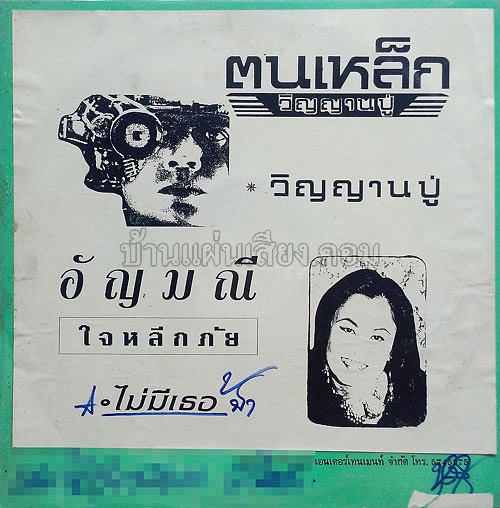 ฅนเหล็ก
วิญญานปู่
* วิญญานปู่
บ้านแผ่นเสียง.คอม
อัญมณี
ใจหลีกภัย
ไม่มีเธอ
เอนเตอร์เทนเมนท์ จำกัด โทร.